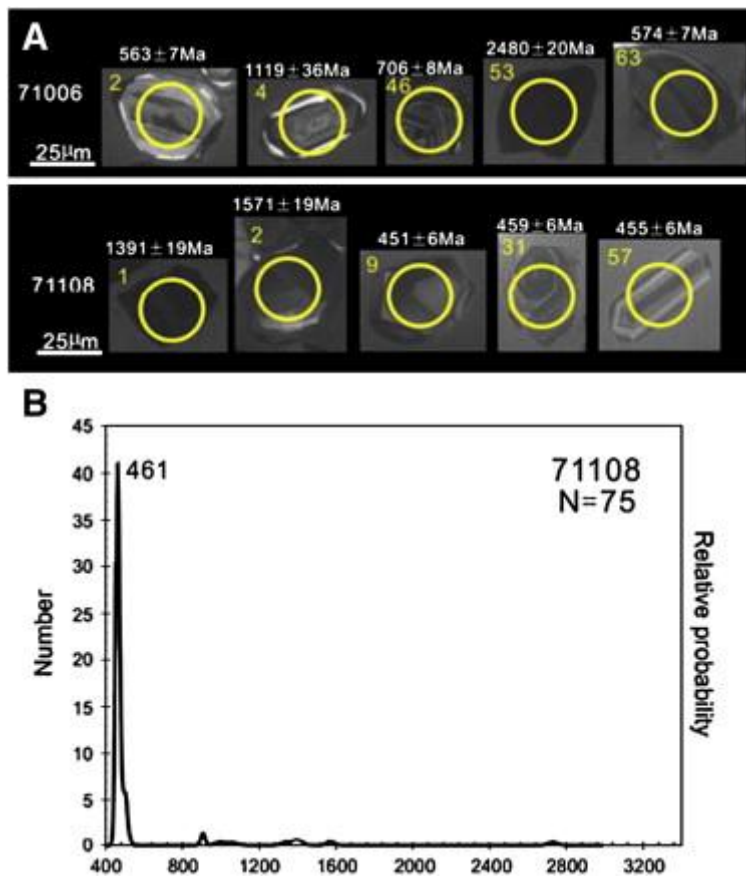 A
563±7Ma 1119±36Ma 706±8Ma 2480±20Ma 574±7Ma
2 4 46 53 63
71006
25μm
1391±19Ma 1571±19Ma 451±6Ma 459±6Ma 455±6Ma
1 2 9 31 57
71108
25μm
B
45
40
35
30
25
20
15
10
5
0
Number
461
71108
N=75
Relative probability
400 800 1200 1600 2000 2400 2800 3200